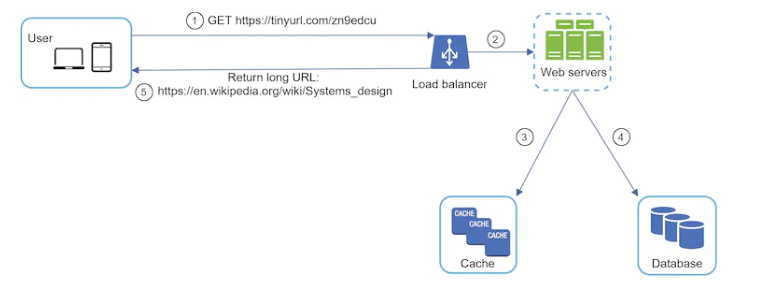 User
1 GET https://tinyurl.com/zn9edcu
2
Load balancer
Web servers
Return long URL:
5 https://en.wikipedia.org/wiki/Systems_design
3
4
CACHE
CACHE
CACHE
Cache
Database